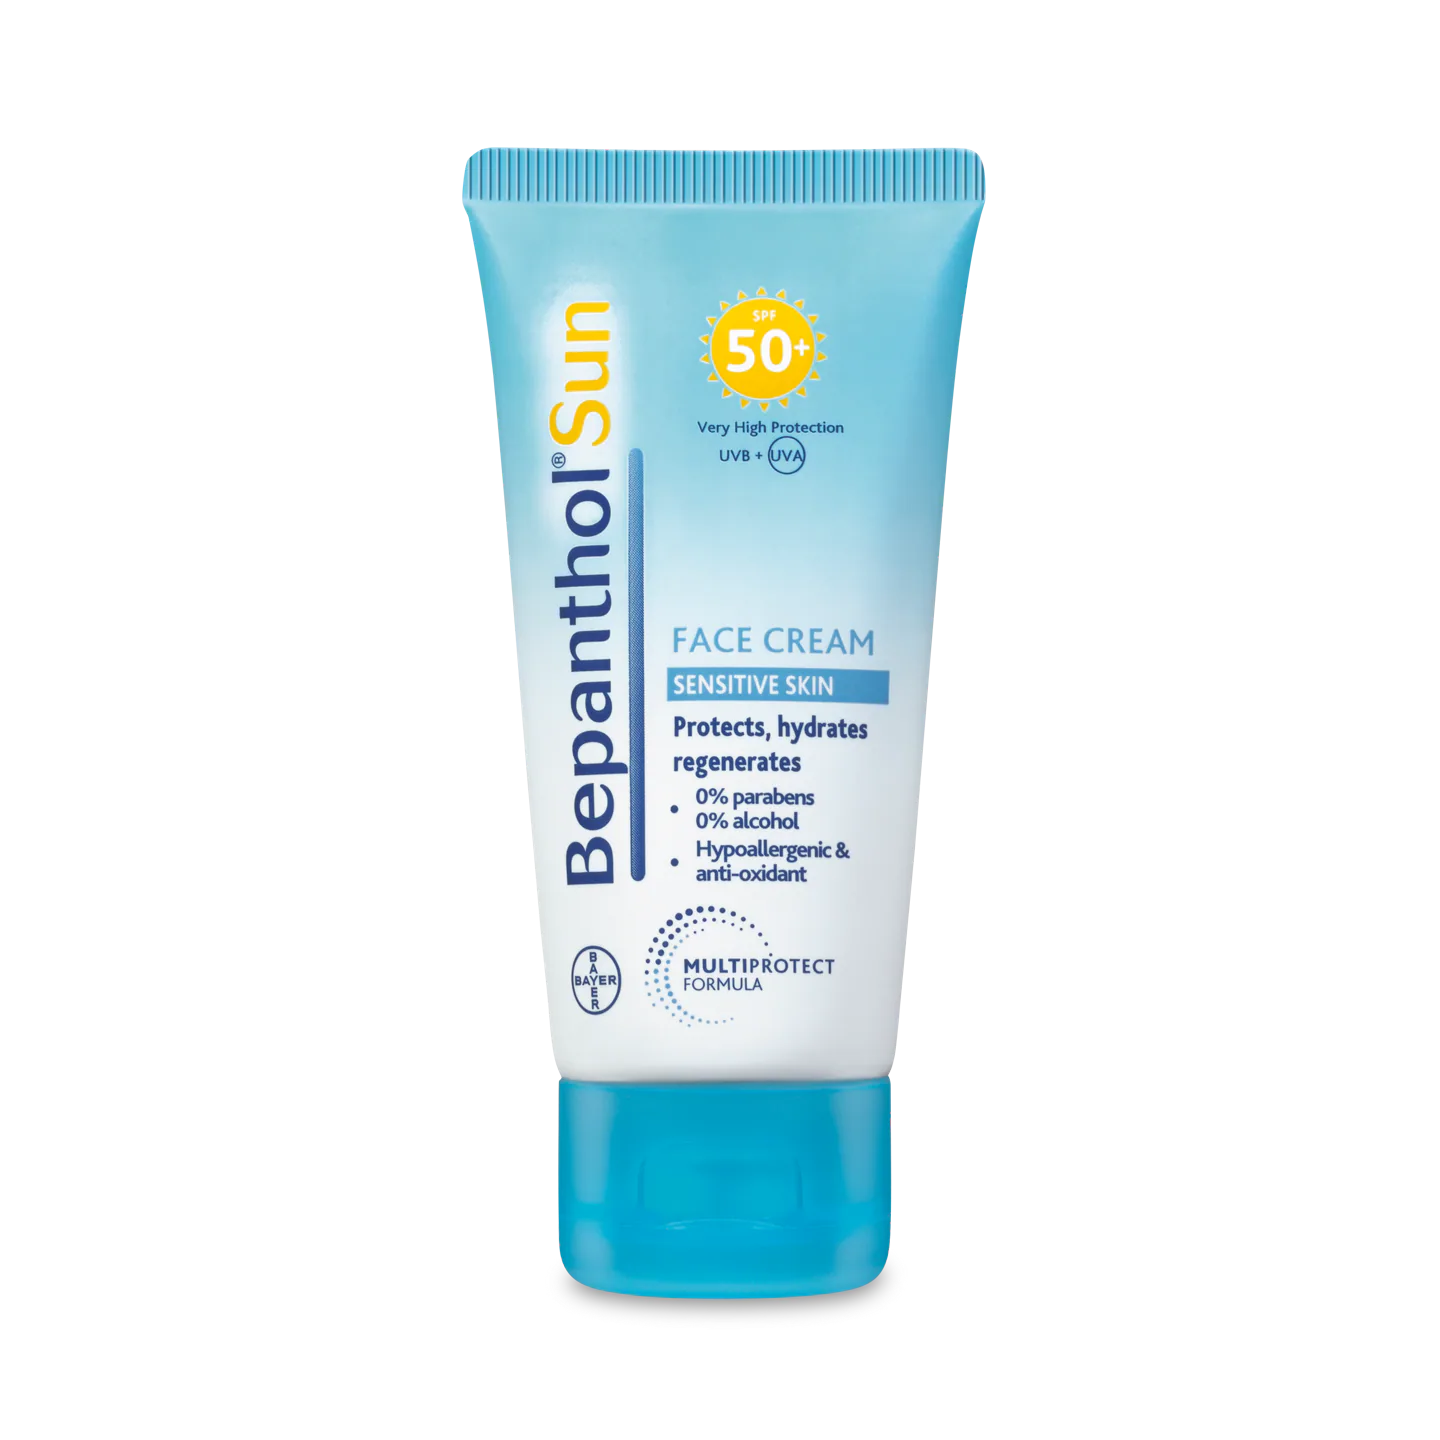 Bepanthol® Sun
SPF
50+
Very High Protection
UVB + UVA
FACE CREAM
SENSITIVE SKIN
Protects, hydrates
regenerates
• 0% parabens
0% alcohol
• Hypoallergenic &
anti-oxidant
BAYER
BAYER
MULTIPROTECT
FORMULA